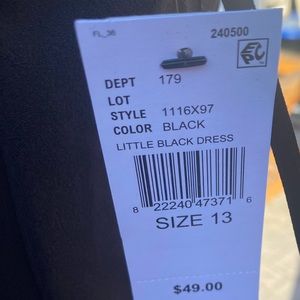 FL_36
240500
EPC
DEPT 179
LOT
STYLE 1116X97
COLOR BLACK
LITTLE BLACK DRESS
8 22240 47371 6
SIZE 13
$49.00